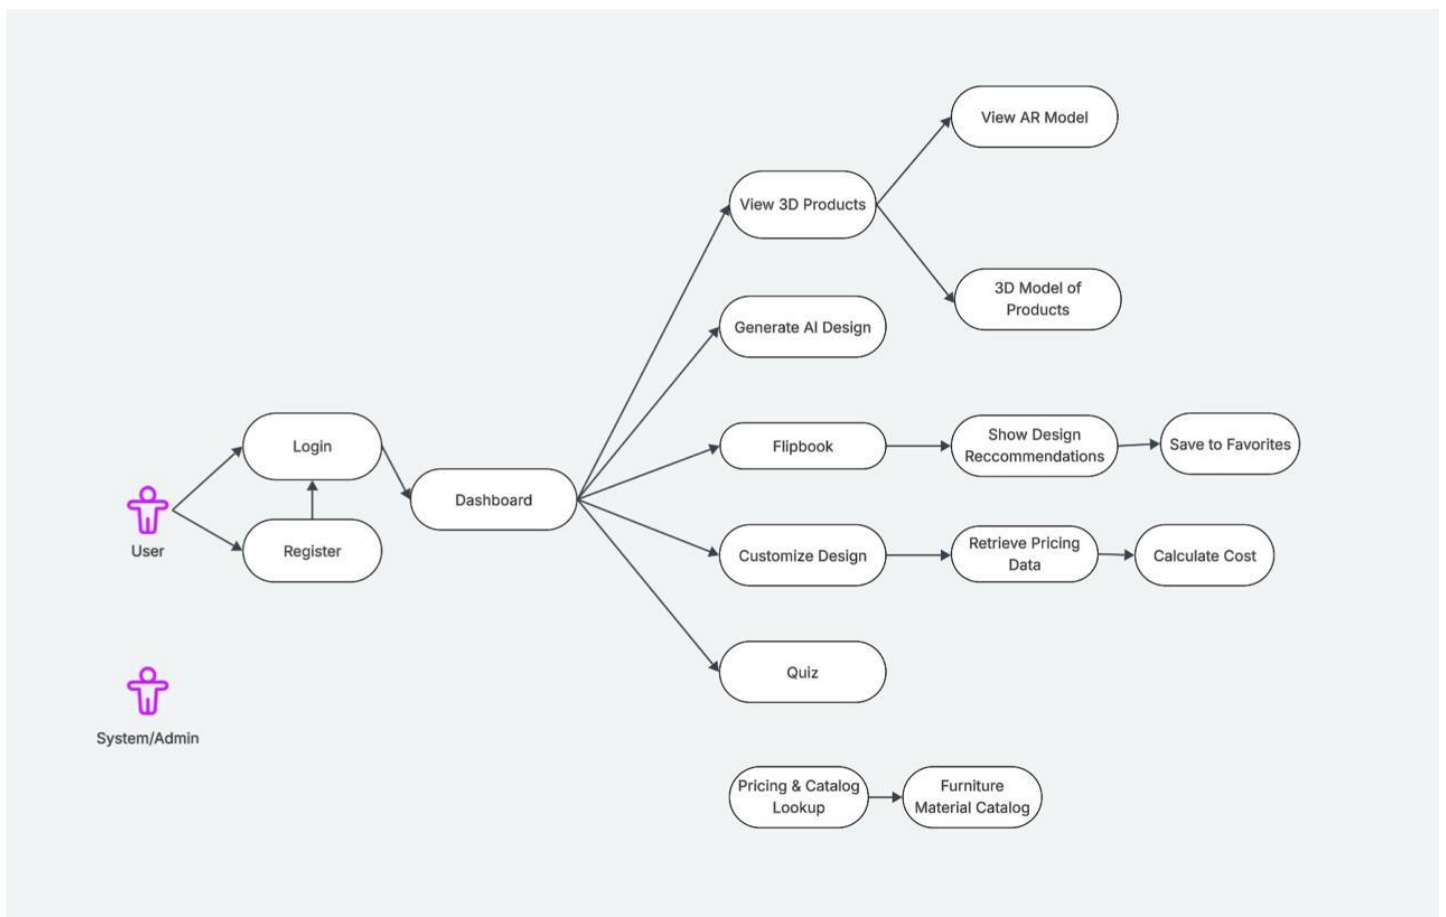 View AR Model
View 3D Products
3D Model of
Products
Generate AI Design
Login
Flipbook
Show Design
Reccommendations
Save to Favorites
Dashboard
User
Register
Customize Design
Retrieve Pricing
Data
Calculate Cost
Quiz
System/Admin
Pricing & Catalog
Lookup
Furniture
Material Catalog